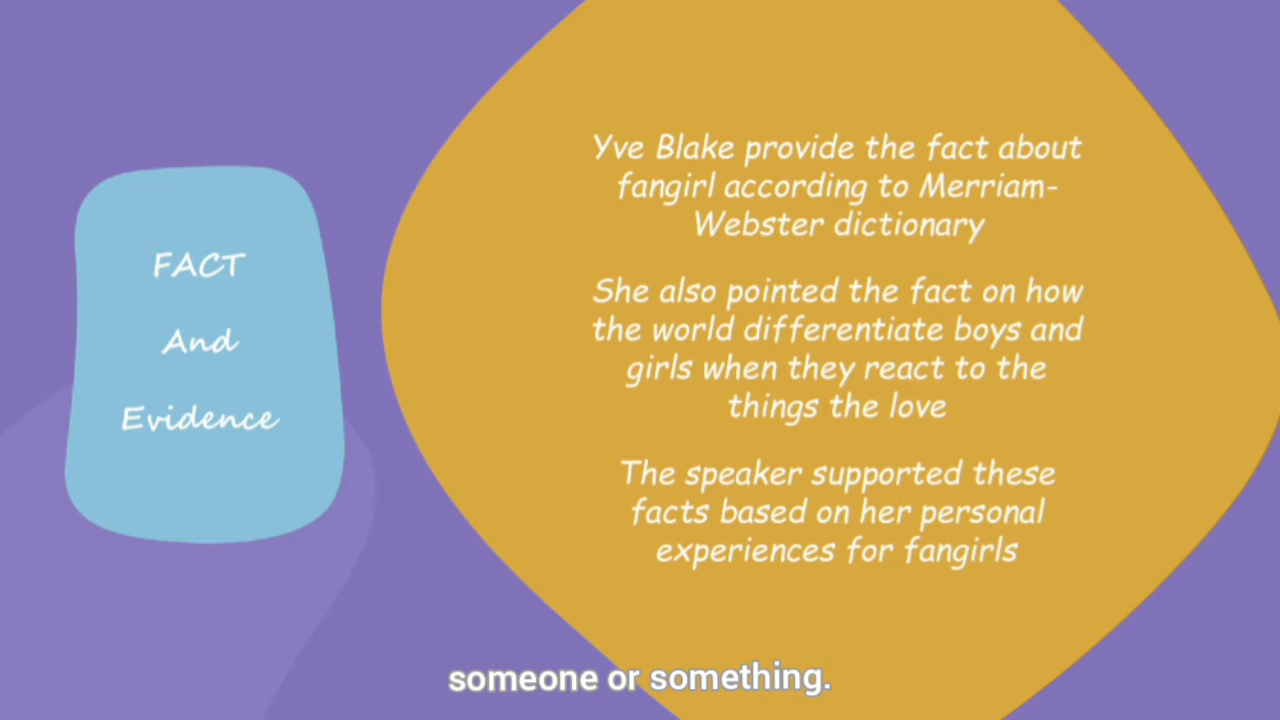 FACT
And
Evidence
Yve Blake provide the fact about
fangirl according to Merriam-
Webster dictionary
She also pointed the fact on how
the world differentiate boys and
girls when they react to the
things the love
The speaker supported these
facts based on her personal
experiences for fangirls
someone or something.